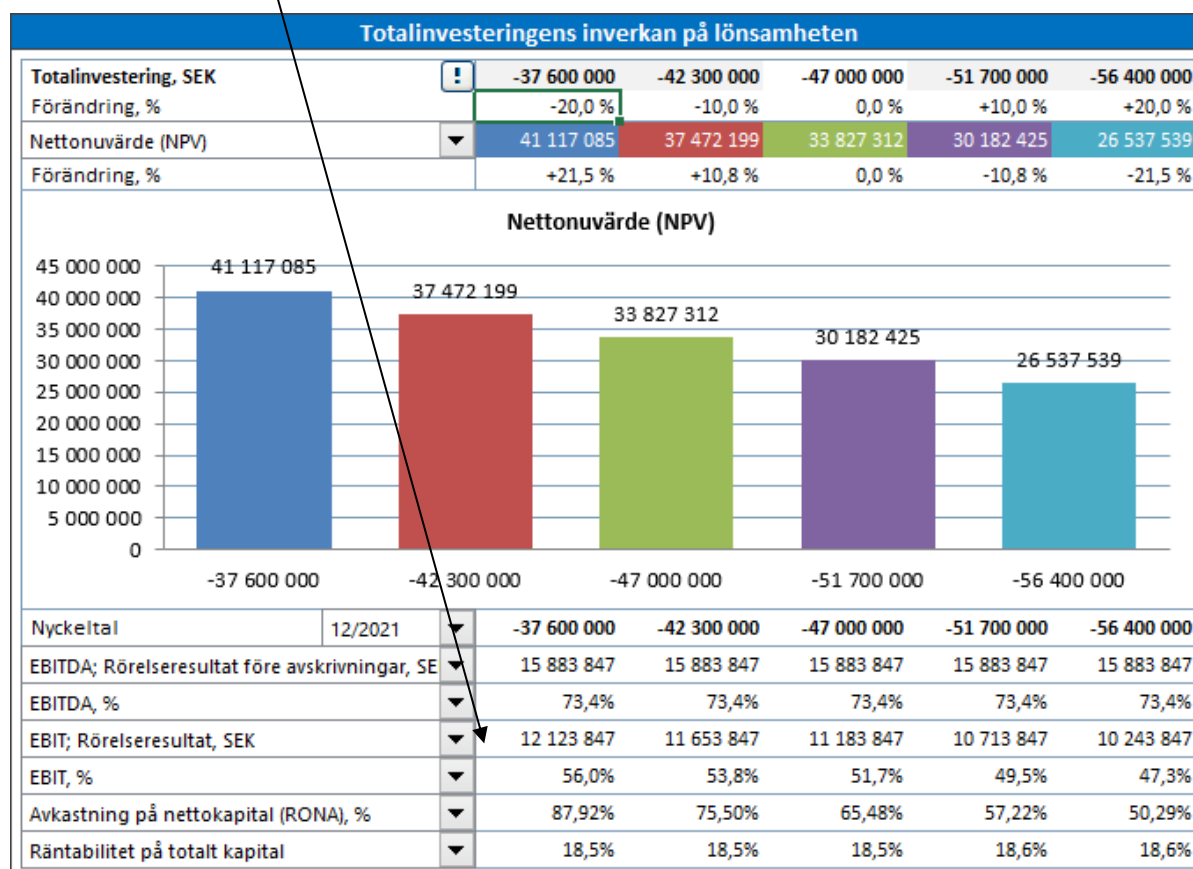 Totalinvesteringens inverkan på lönsamheten
Totalinvestering, SEK ! -37 600 000 -42 300 000 -47 000 000 -51 700 000 -56 400 000
Förändring, % -20,0 % -10,0 % 0,0 % +10,0 % +20,0 %
Nettonuvärde (NPV) 41 117 085 37 472 199 33 827 312 30 182 425 26 537 539
Förändring, % +21,5 % +10,8 % 0,0 % -10,8 % -21,5 %
Nettonuvärde (NPV)
45 000 000
40 000 000
35 000 000
30 000 000
25 000 000
20 000 000
15 000 000
10 000 000
5 000 000
0
41 117 085
37 472 199
33 827 312
30 182 425
26 537 539
-37 600 000 -42 300 000 -47 000 000 -51 700 000 -56 400 000
Nyckeltal 12/2021 -37 600 000 -42 300 000 -47 000 000 -51 700 000 -56 400 000
EBITDA; Rörelseresultat före avskrivningar, SE 15 883 847 15 883 847 15 883 847 15 883 847 15 883 847
EBITDA, % 73,4% 73,4% 73,4% 73,4% 73,4%
EBIT; Rörelseresultat, SEK 12 123 847 11 653 847 11 183 847 10 713 847 10 243 847
EBIT, % 56,0% 53,8% 51,7% 49,5% 47,3%
Avkastning på nettokapital (RONA), % 87,92% 75,50% 65,48% 57,22% 50,29%
Räntabilitet på totalt kapital 18,5% 18,5% 18,5% 18,6% 18,6%